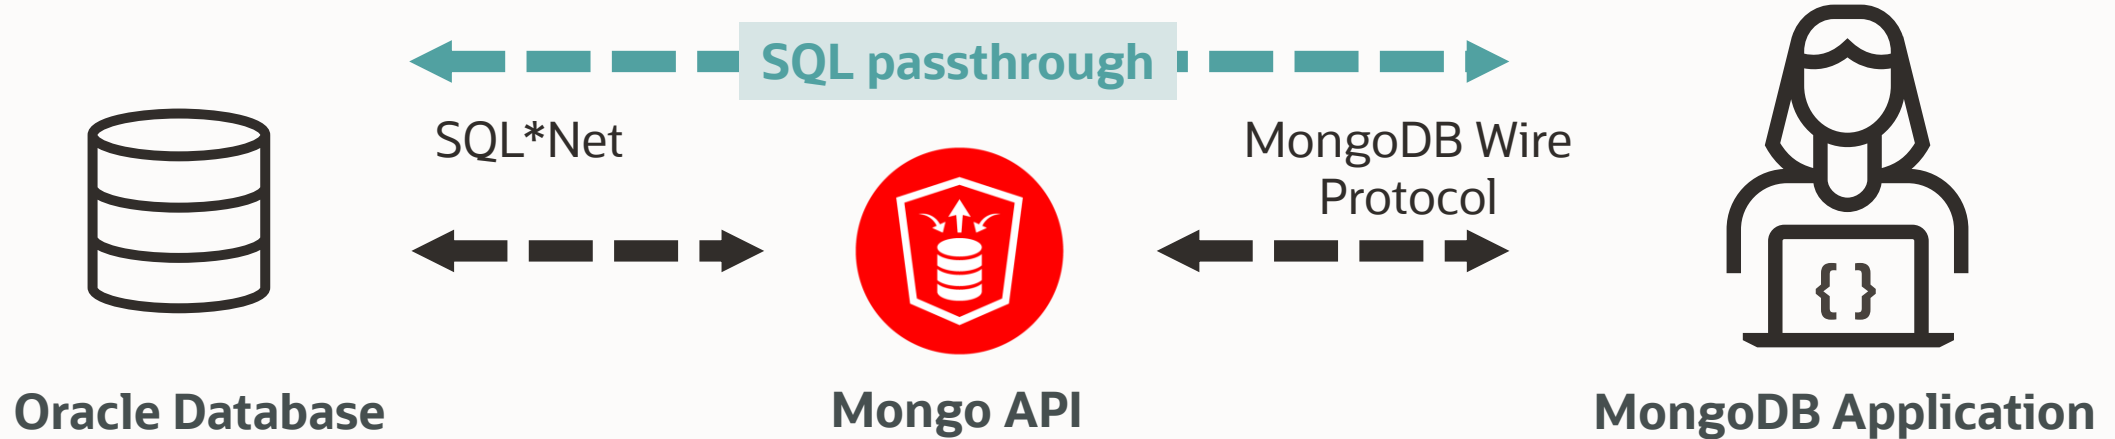 SQL passthrough
SQL*Net
MongoDB Wire
Protocol
{ }
Oracle Database
Mongo API
MongoDB Application